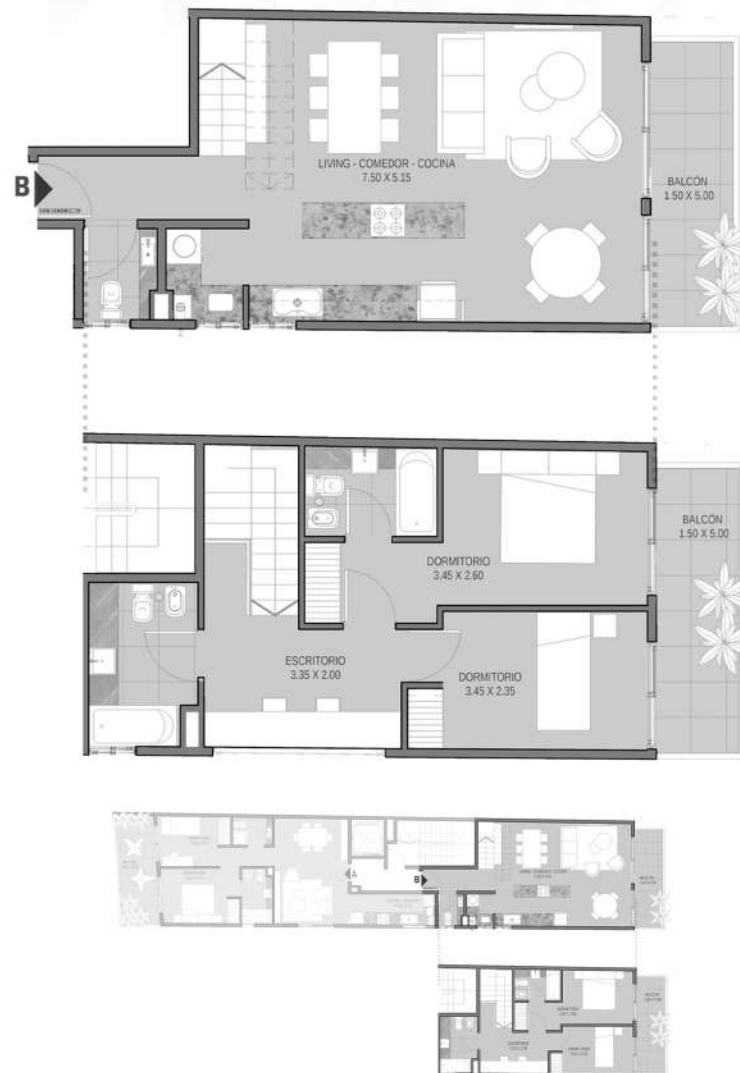 LIVING - COMEDOR - COCINA
7.50 X 5.15
B
BALCÓN
1.50 X 5.00
BALCÓN
1.50 X 5.00
DORMITORIO
3.45 X 2.60
ESCRITORIO
3.35 X 2.00
DORMITORIO
3.45 X 2.35
A
B